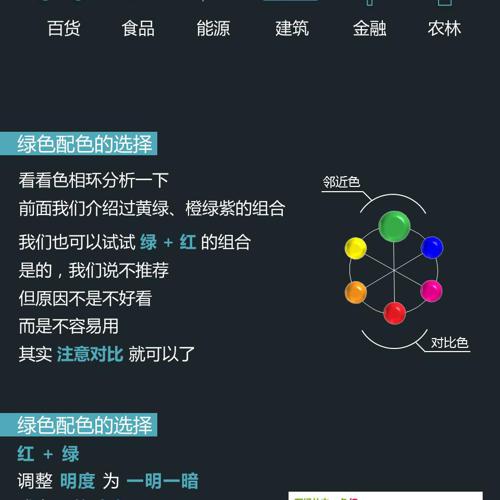 百货 食品 能源 建筑 金融 农林
绿色配色的选择
看看色相环分析一下
前面我们介绍过黄绿、橙绿紫的组合
我们也可以试试 绿 + 红 的组合
是的，我们说不推荐
但原因不是不好看
而是不容易用
其实 注意对比 就可以了
邻近色
对比色
绿色配色的选择
红 + 绿
调整 明度 为 一明一暗